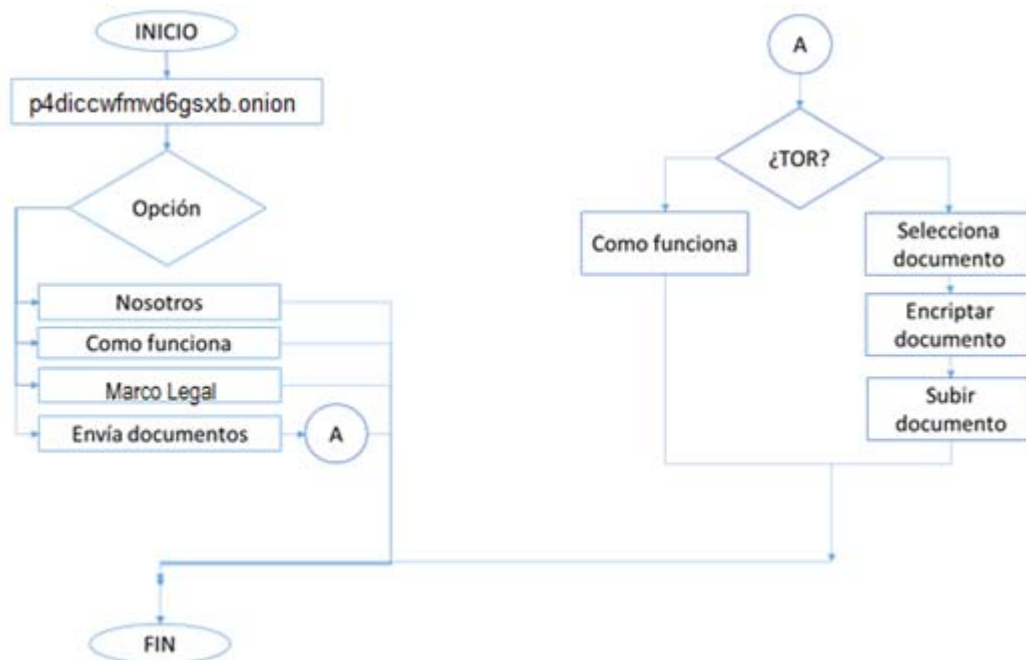 INICIO
p4diccwfmvd6gsxb.onion
Opción
Nosotros
Como funciona
Marco Legal
Envía documentos
A
FIN
A
¿TOR?
Como funciona
Selecciona
documento
Encriptar
documento
Subir
documento